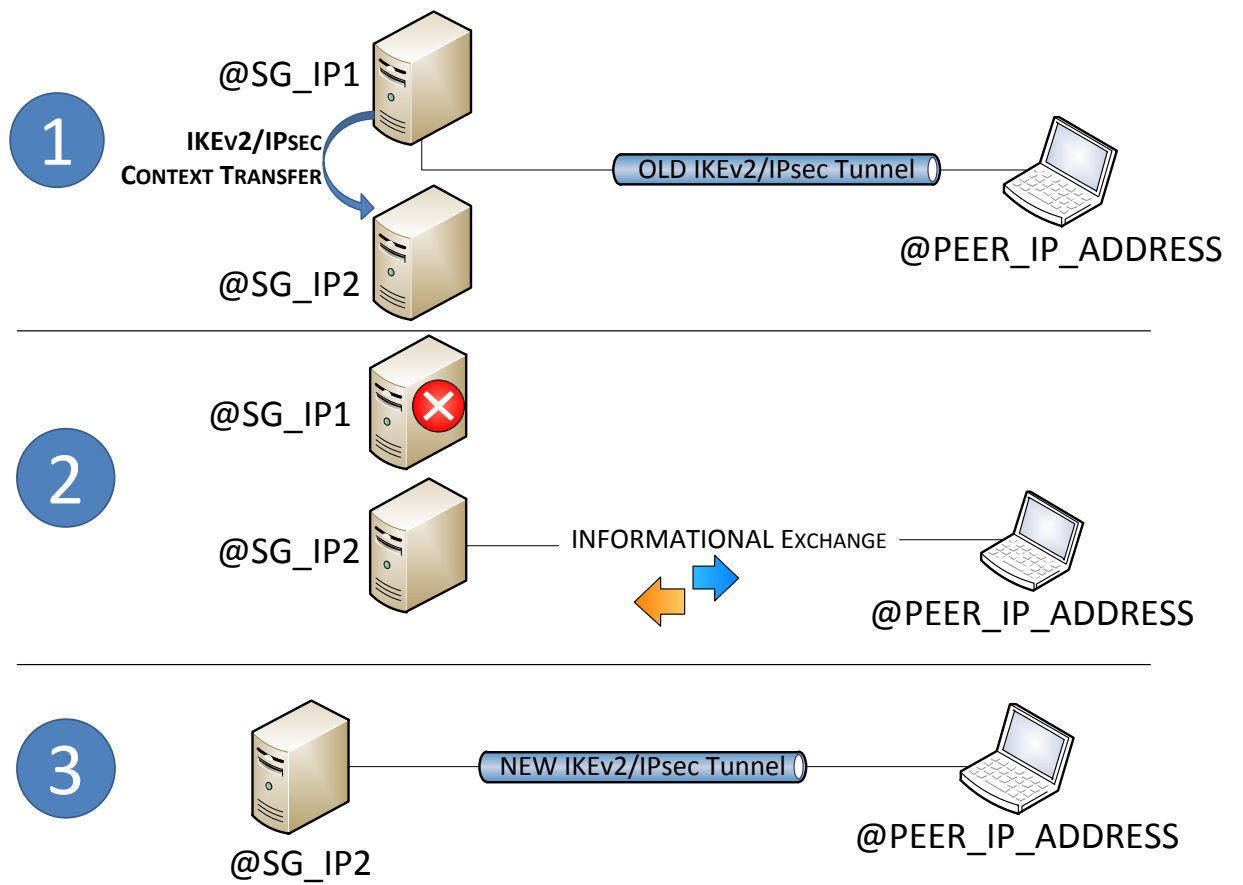 1
@SG_IP1
IKEv2/IPsec
Context Transfer
OLD IKEv2/IPsec Tunnel
@PEER_IP_ADDRESS
@SG_IP2
2
@SG_IP1
@SG_IP2
INFORMATIONAL Exchange
@PEER_IP_ADDRESS
3
NEW IKEv2/IPsec Tunnel
@SG_IP2
@PEER_IP_ADDRESS